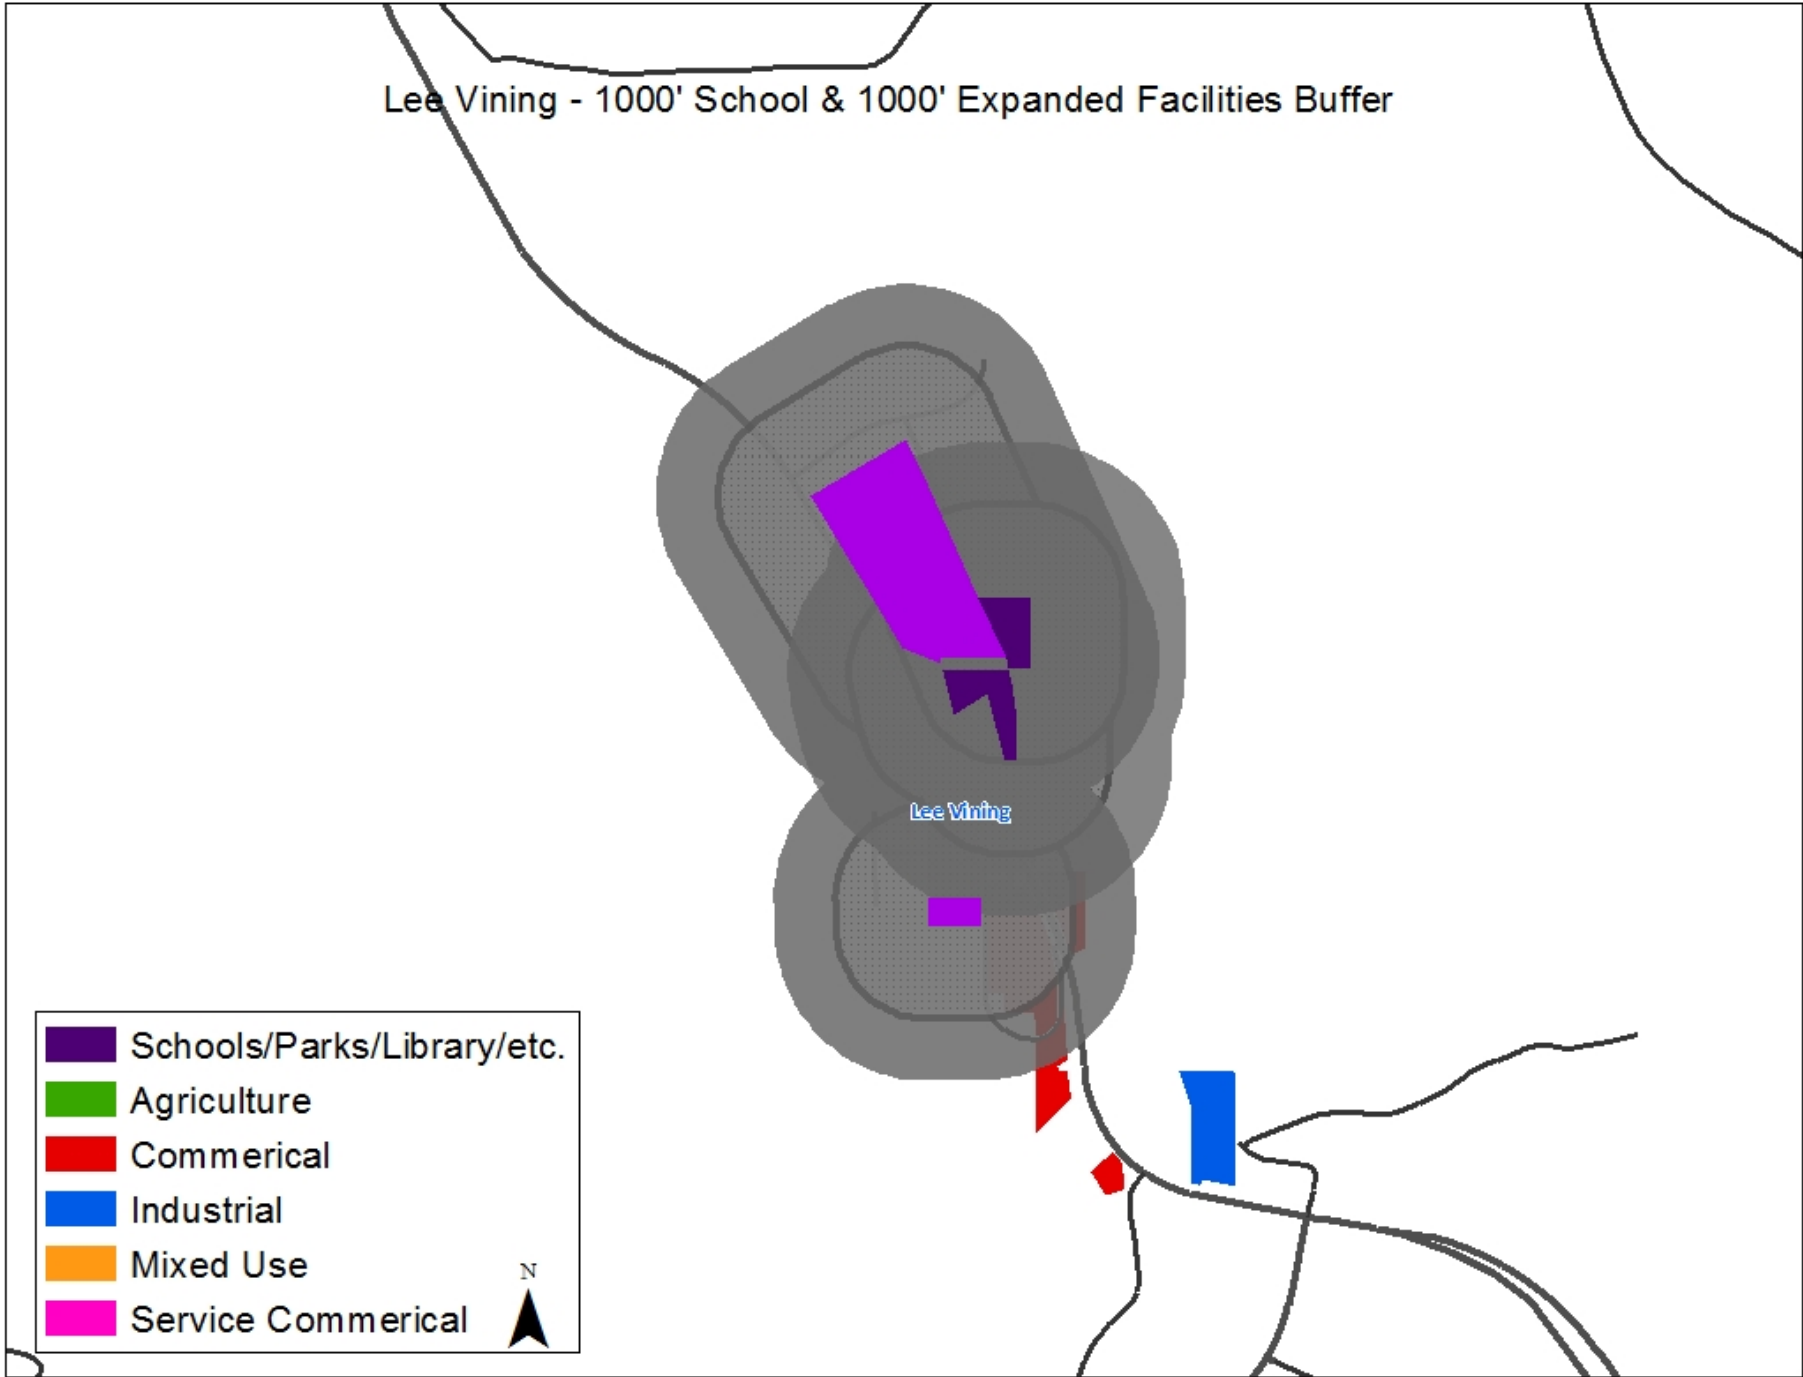 Lee Vining - 1000' School & 1000' Expanded Facilities Buffer
Lee Vining
Schools/Parks/Library/etc.
Agriculture
Commerical
Industrial
Mixed Use
Service Commerical
N